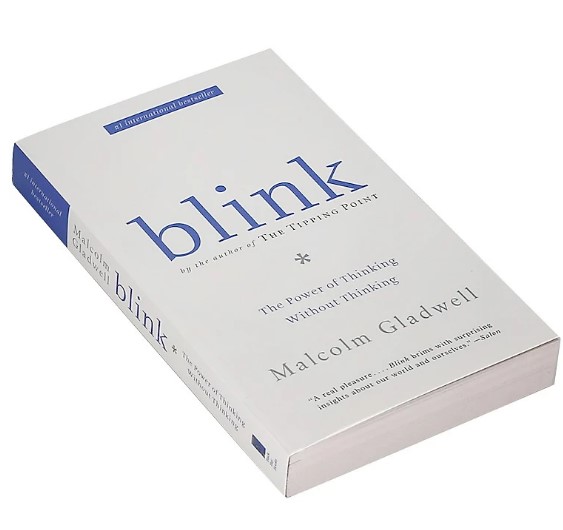 #1 international bestseller
blink
by the author of THE TIPPING POINT
*
The Power of Thinking
Without Thinking
Malcolm Gladwell
"A real pleasure.... Blink brims with surprising
insights about our world and ourselves." —Salon
#1 international
bestseller
Malcolm
Gladwell
blink
*
The Power of Thinking
Without Thinking